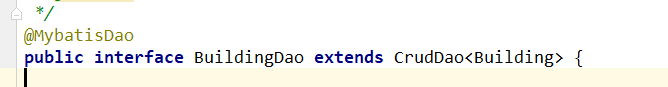 */
@MybatisDao
public interface BuildingDao extends CrudDao<Building> {